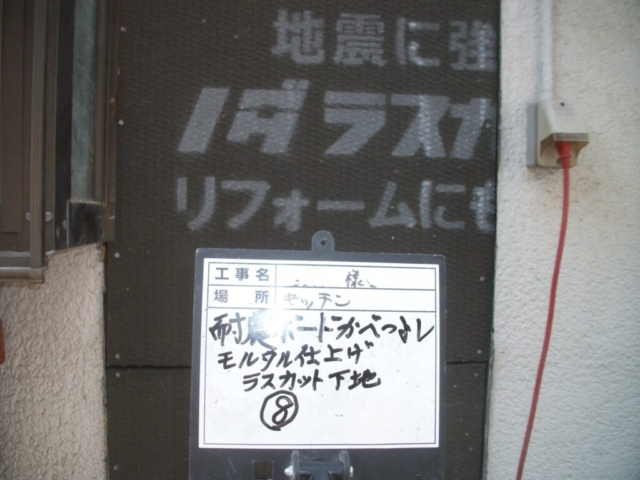 地震に強
ノダラスカ
リフォームにも
工事名 様
場所 キッチン
耐震ボードかべつよし
モルタル仕上げ
ラスカット下地
⑧